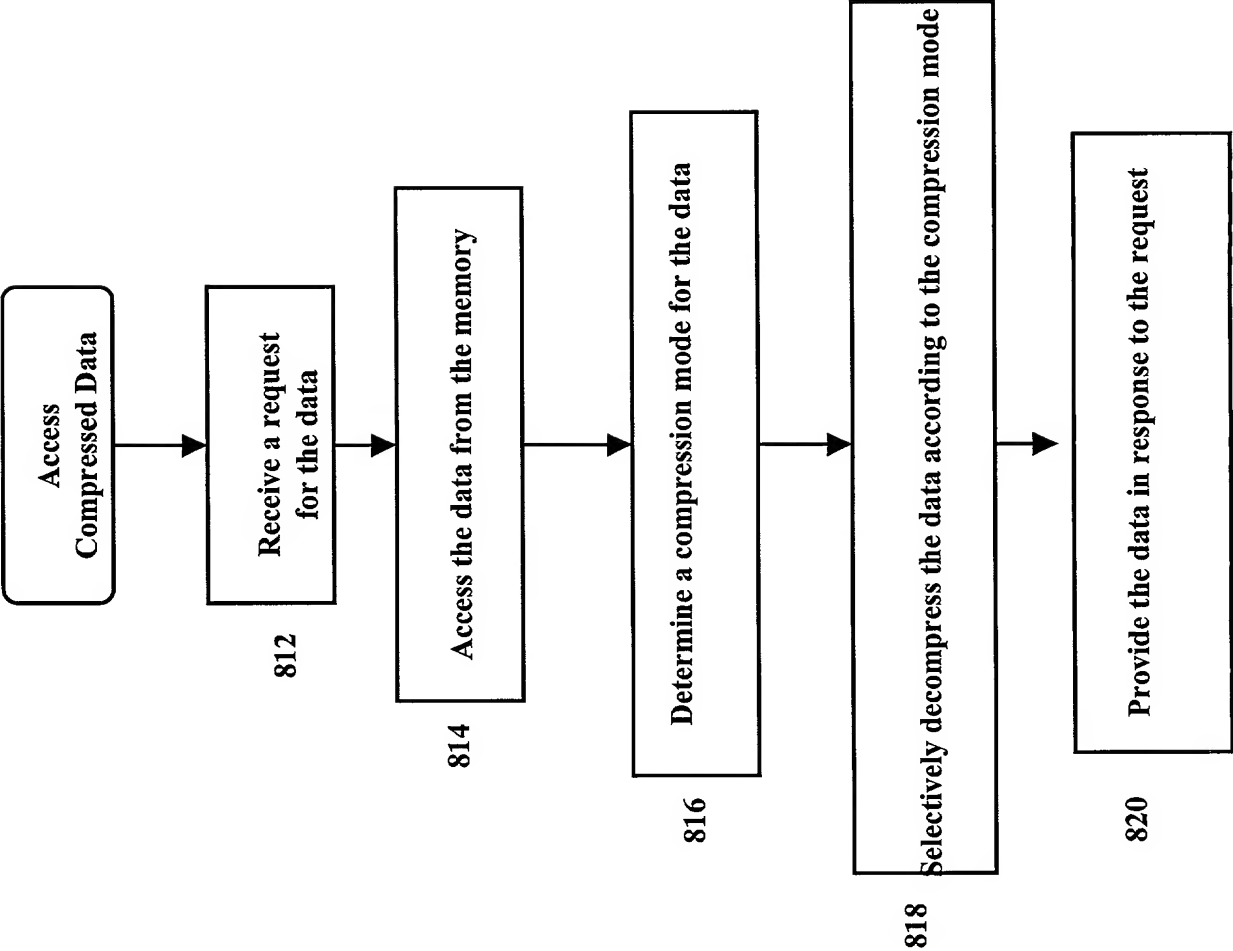 Access
Compressed Data
Receive a request
for the data
812
Access the data from the memory
814
Determine a compression mode for the data
816
Selectively decompress the data according to the compression mode
818
Provide the data in response to the request
820